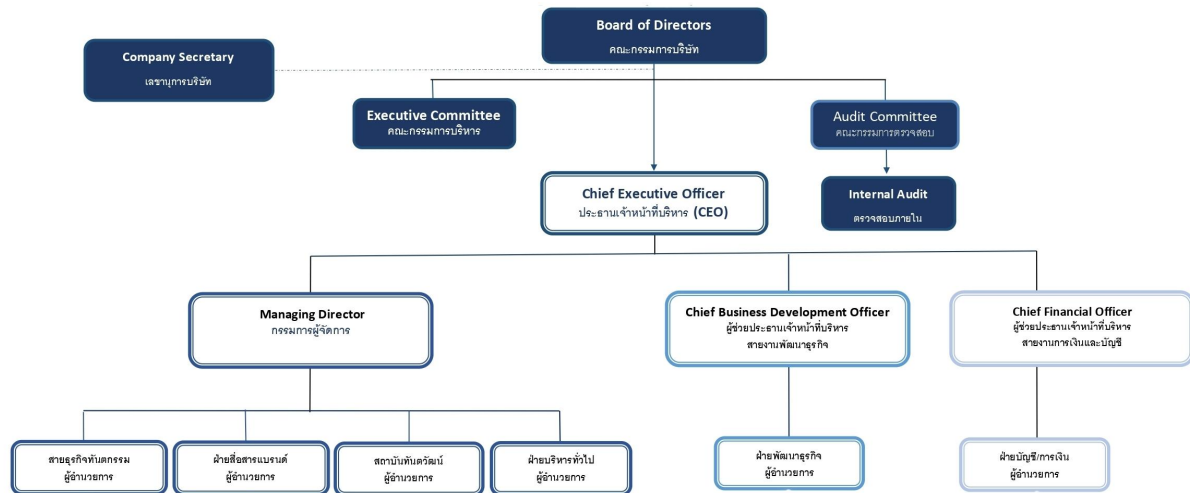 Board of Directors
คณะกรรมการบริษัท
Company Secretary
เลขานุการบริษัท
Executive Committee
คณะกรรมการบริหาร
Audit Committee
คณะกรรมการตรวจสอบ
Chief Executive Officer
ประธานเจ้าหน้าที่บริหาร (CEO)
Internal Audit
ตรวจสอบภายใน
Managing Director
กรรมการผู้จัดการ
Chief Business Development Officer
ผู้ช่วยประธานเจ้าหน้าที่บริหาร
สายงานพัฒนาธุรกิจ
Chief Financial Officer
ผู้ช่วยประธานเจ้าหน้าที่บริหาร
สายงานการเงินและบัญชี
สายธุรกิจทันตกรรม
ผู้อำนวยการ
ฝ่ายสื่อสารแบรนด์
ผู้อำนวยการ
สถาบันทันตวัฒน์
ผู้อำนวยการ
ฝ่ายบริหารทั่วไป
ผู้อำนวยการ
ฝ่ายพัฒนาธุรกิจ
ผู้อำนวยการ
ฝ่ายบัญชี/การเงิน
ผู้อำนวยการ